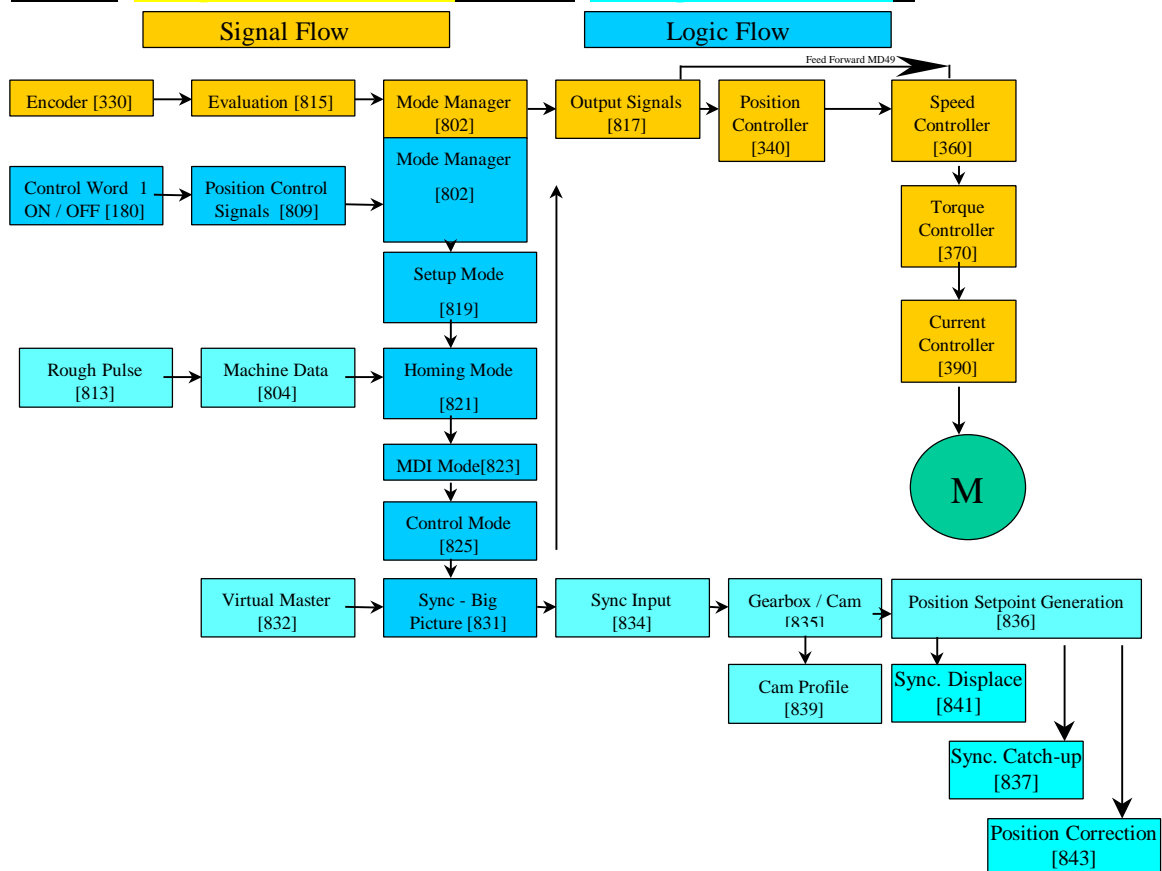 Signal Flow
Logic Flow
Feed Forward MD49
Encoder [330]
Evaluation [815]
Mode Manager
[802]
Output Signals
[817]
Position
Controller
[340]
Speed
Controller
[360]
Control Word 1
ON / OFF [180]
Position Control
Signals [809]
Mode Manager
[802]
Torque
Controller
[370]
Setup Mode
[819]
Current
Controller
[390]
Rough Pulse
[813]
Machine Data
[804]
Homing Mode
[821]
MDI Mode[823]
M
Control Mode
[825]
Virtual Master
[832]
Sync - Big
Picture [831]
Sync Input
[834]
Gearbox / Cam
[835]
Position Setpoint Generation
[836]
Cam Profile
[839]
Sync. Displace
[841]
Sync. Catch-up
[837]
Position Correction
[843]